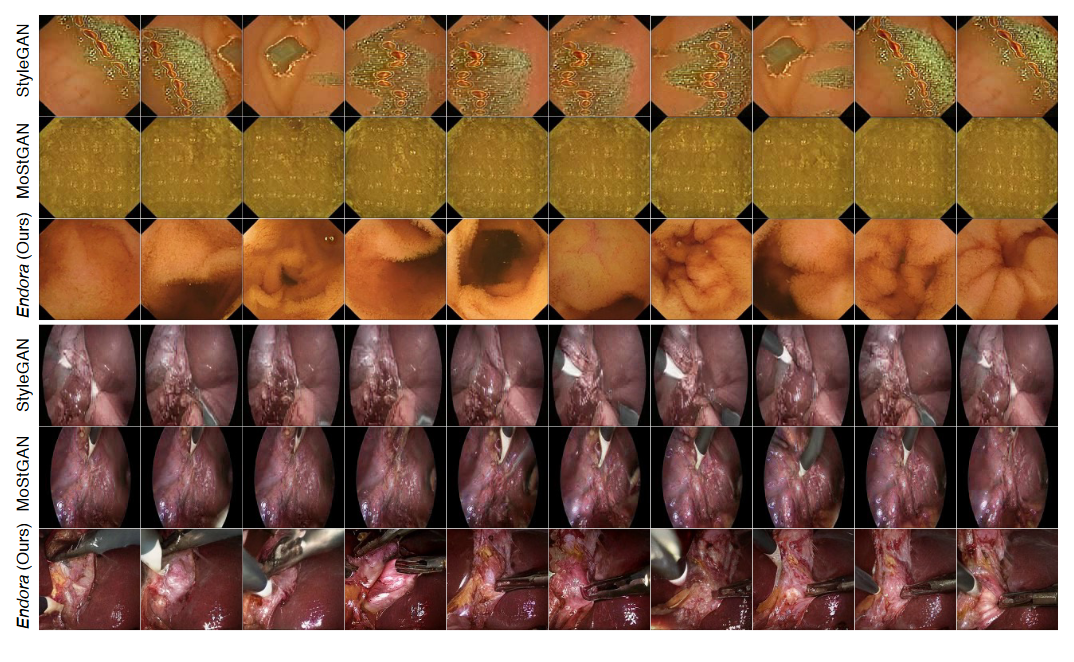 StyleGAN
MoStGAN
Endora (Ours)
StyleGAN
MoStGAN
Endora (Ours)